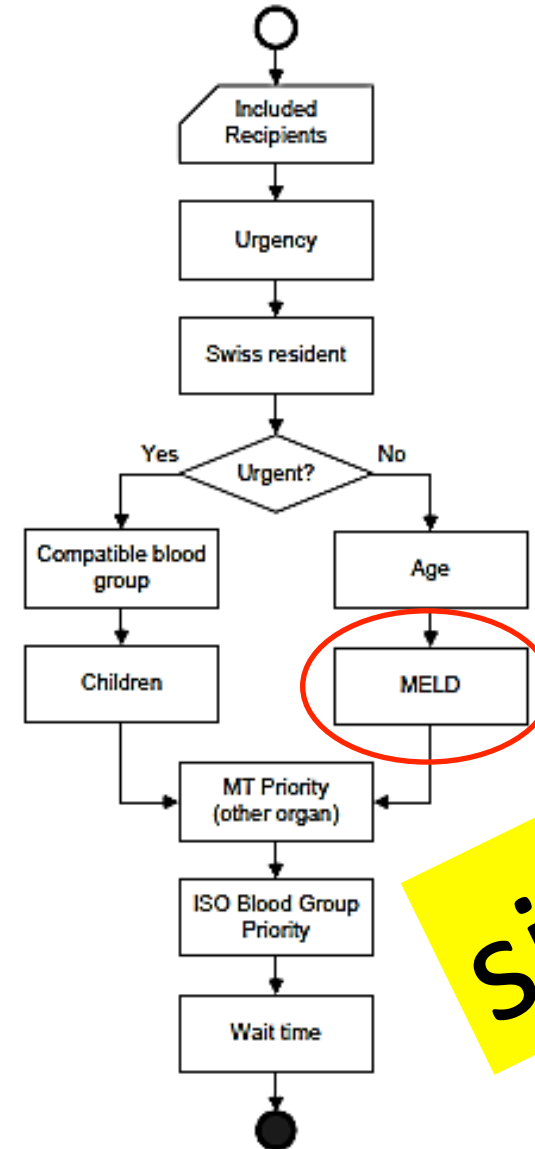 Included
Recipients
Urgency
Swiss resident
Urgent?
Yes
No
Compatible blood
group
Age
Children
MELD
MT Priority
(other organ)
ISO Blood Group
Priority
Wait time